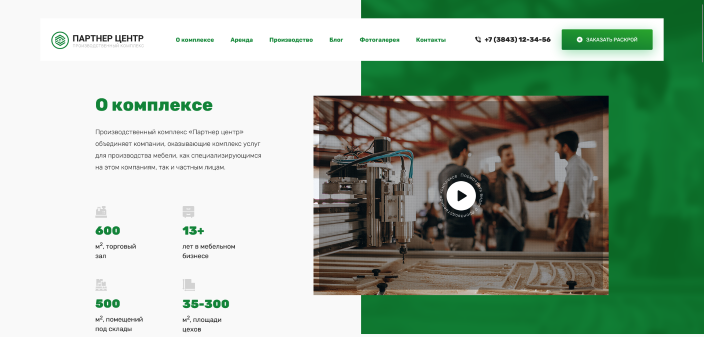 ПАРТНЕР ЦЕНТР
ПРОИЗВОДСТВЕННЫЙ КОМПЛЕКС
О комплексе Аренда Производство Блог Фотогалерея Контакты
+7 (3843) 12-34-56
ЗАКАЗАТЬ РАСКРОЙ
О комплексе
Производственный комплекс «Партнер центр»
объединяет компании, оказывающие комплекс услуг
для производства мебели, как специализирующимся
на этом компаниям, так и частным лицам.
600
м², торговый
зал
13+
лет в мебельном
бизнесе
500
м², помещений
под склады
35-300
м², площади
цехов